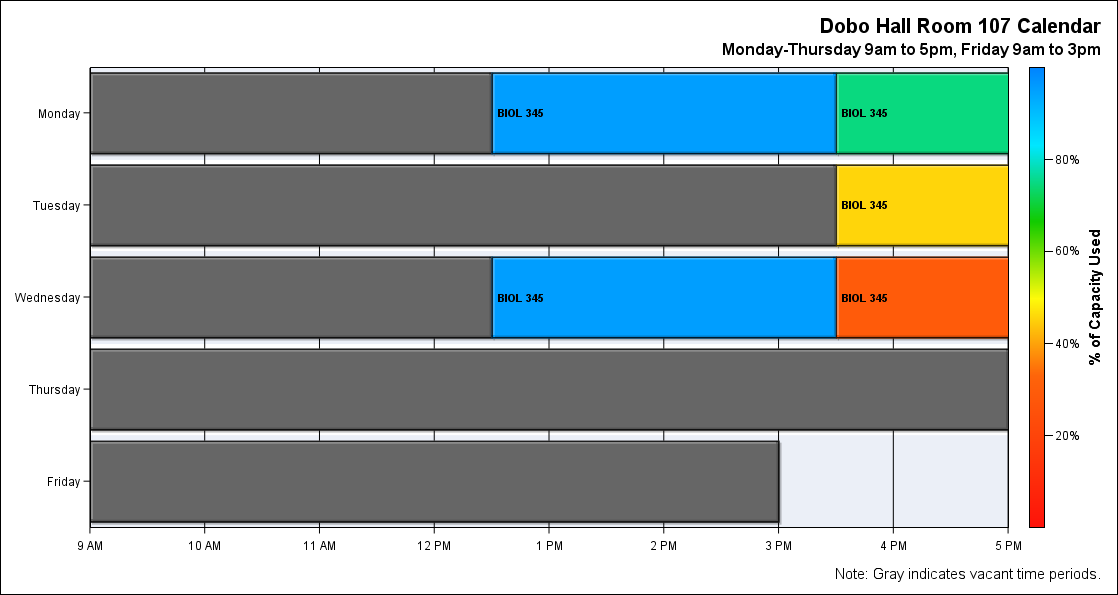 Dobo Hall Room 107 Calendar
Monday-Thursday 9am to 5pm, Friday 9am to 3pm
Monday
BIOL 345
BIOL 345
80%
Tuesday
BIOL 345
60%
% of Capacity Used
Wednesday
BIOL 345
BIOL 345
40%
Thursday
20%
Friday
9 AM 10 AM 11 AM 12 PM 1 PM 2 PM 3 PM 4 PM 5 PM
Note: Gray indicates vacant time periods.